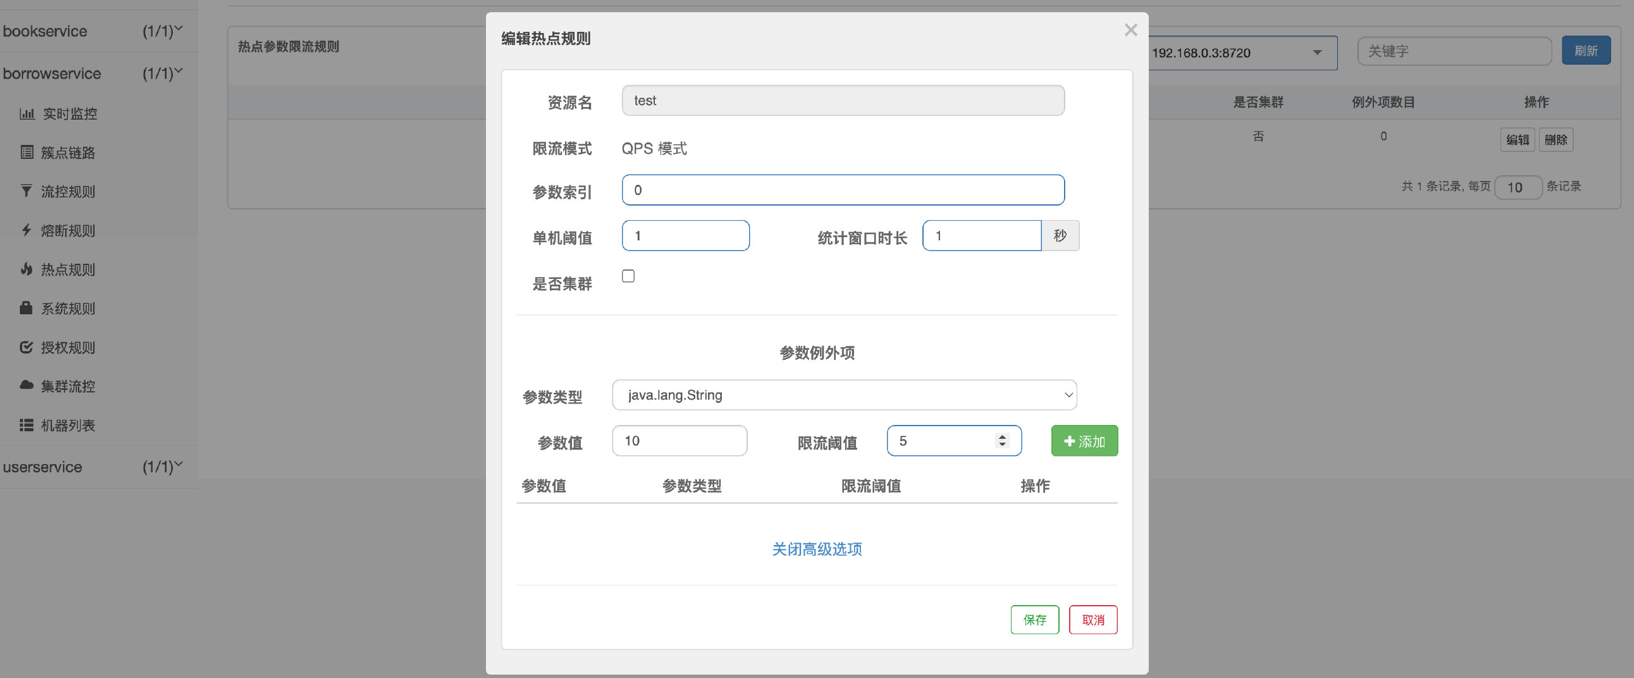 bookservice (1/1)
borrowservice (1/1)
实时监控
簇点链路
流控规则
熔断规则
热点规则
系统规则
授权规则
集群流控
机器列表
userservice (1/1)
热点参数限流规则
192.168.0.3:8720
关键字
刷新
是否集群 例外项数目 操作
否 0 编辑 删除
共 1 条记录, 每页 10 条记录
编辑热点规则 ×
资源名 test
限流模式 QPS 模式
参数索引 0
单机阈值 1 统计窗口时长 1 秒
是否集群
参数例外项
参数类型 java.lang.String
参数值 10 限流阈值 5 添加
参数值 参数类型 限流阈值 操作
关闭高级选项
保存 取消